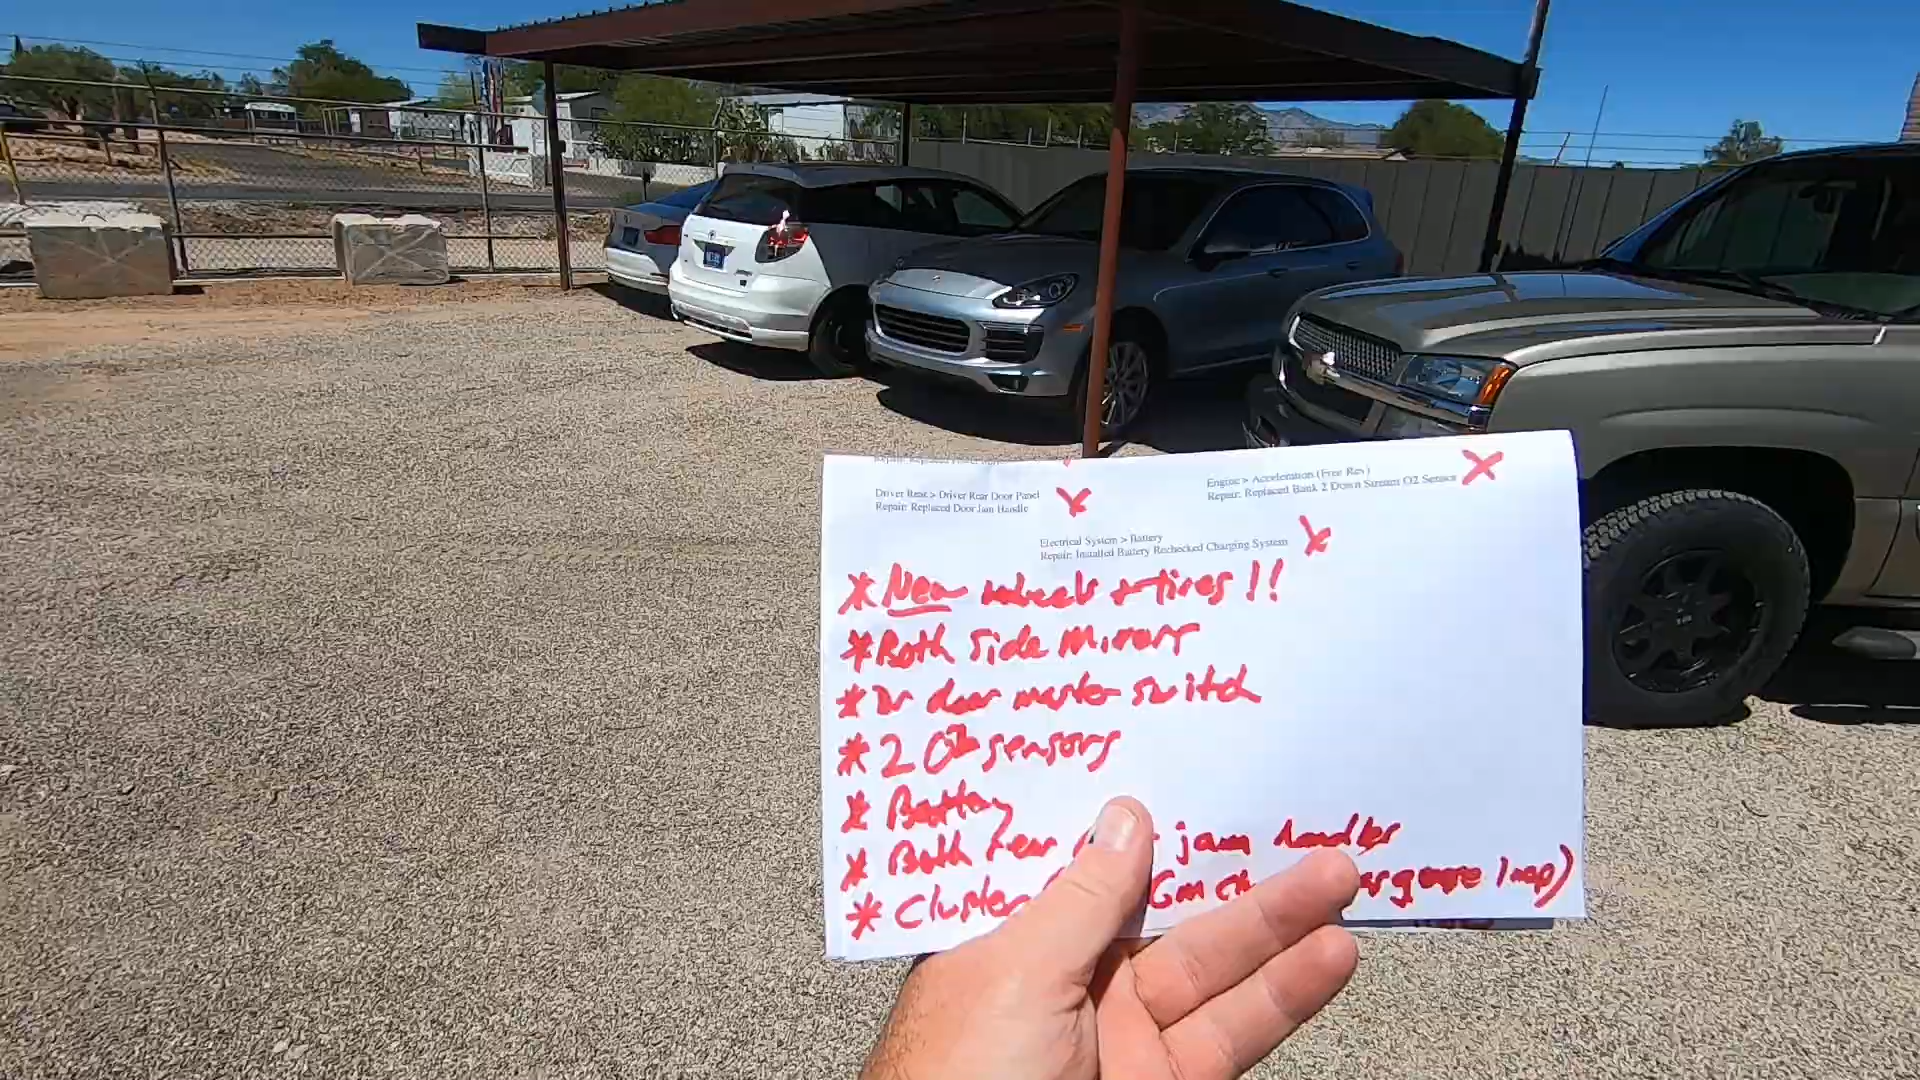 Driver Rear > Driver Rear Door Panel
Repair: Replaced Door Jam Handle
Engine > Acceleration (Free Rev)
Repair: Replaced Bank 2 Down Stream O2 Sensor
Electrical System > Battery
Repair: Installed Battery Rechecked Charging System
* New wheels + tires!!
* Both side mirrors
* Dr door master switch
* 2 O2 sensors
* Battery
* Both rear jam handles
* Cluster gauge